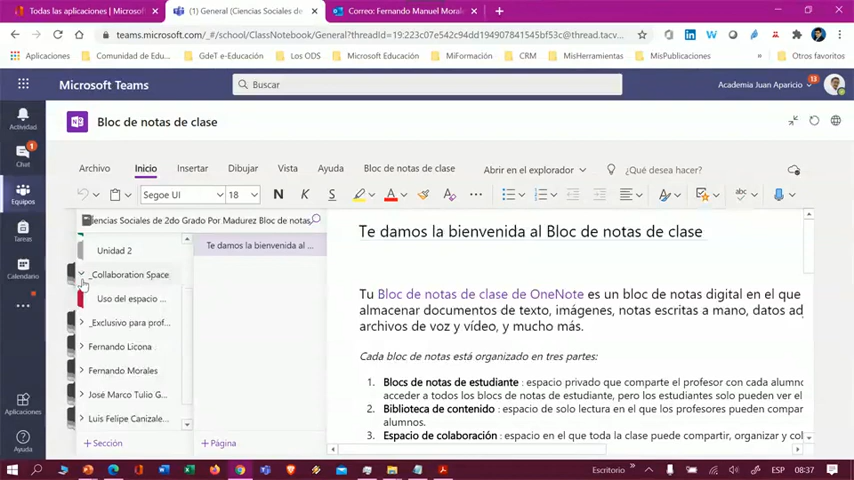 Todas las aplicaciones | Microsof
(1) General (Ciencias Sociales de
Correo: Fernando Manuel Moral
teams.microsoft.com/_#/school/ClassNotebook/General?threadId=19:223c07e542c94dd194907841545bf53c@thread.tacv...
Aplicaciones
Comunidad de Edu...
GdeT e-Educación
Los ODS
Microsoft Educación
MiFormación
CRM
MisHerramientas
MisPublicaciones
Otros favoritos
Microsoft Teams
Buscar
Academia Juan Aparicio
13
Actividad
Chat
1
Equipos
Tareas
Calendario
Aplicaciones
Ayuda
Bloc de notas de clase
Archivo
Inicio
Insertar
Dibujar
Vista
Ayuda
Bloc de notas de clase
Abrir en el explorador
¿Qué desea hacer?
Segoe UI
18
N
K
S
A
abc
Ciencias Sociales de 2do Grado Por Madurez Bloc de notas
Unidad 2
_Collaboration Space
Uso del espacio ...
_Exclusivo para prof...
Fernando Licona
Fernando Morales
José Marco Tulio G...
Luis Felipe Canizale...
+ Sección
Te damos la bienvenida al ...
+ Página
Te damos la bienvenida al Bloc de notas de clase
Tu Bloc de notas de clase de OneNote es un bloc de notas digital en el que
almacenar documentos de texto, imágenes, notas escritas a mano, datos ad
archivos de voz y vídeo, y mucho más.
Cada bloc de notas está organizado en tres partes:
1. Blocs de notas de estudiante : espacio privado que comparte el profesor con cada alumno
acceder a todos los blocs de notas de estudiante, pero los estudiantes solo pueden ver el
2. Biblioteca de contenido : espacio de solo lectura en el que los profesores pueden compar
alumnos.
3. Espacio de colaboración : espacio en el que toda la clase puede compartir, organizar y col
Escritorio
ESP
08:37